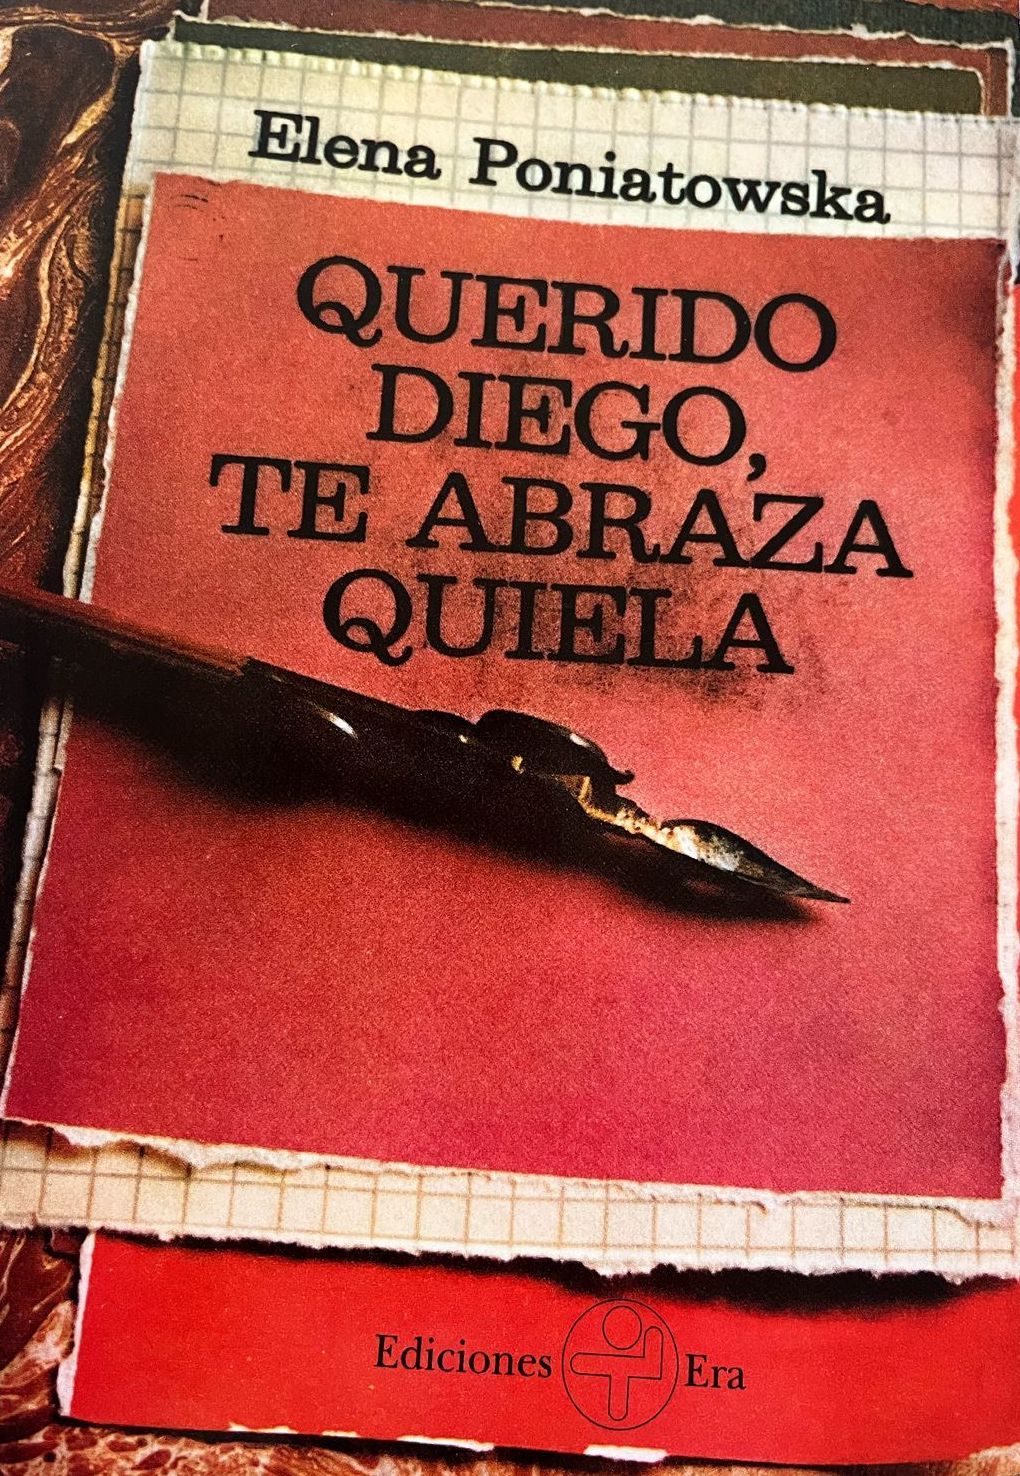 Elena Poniatowska
QUERIDO
DIEGO,
TE ABRAZA
QUIELA
Ediciones Era